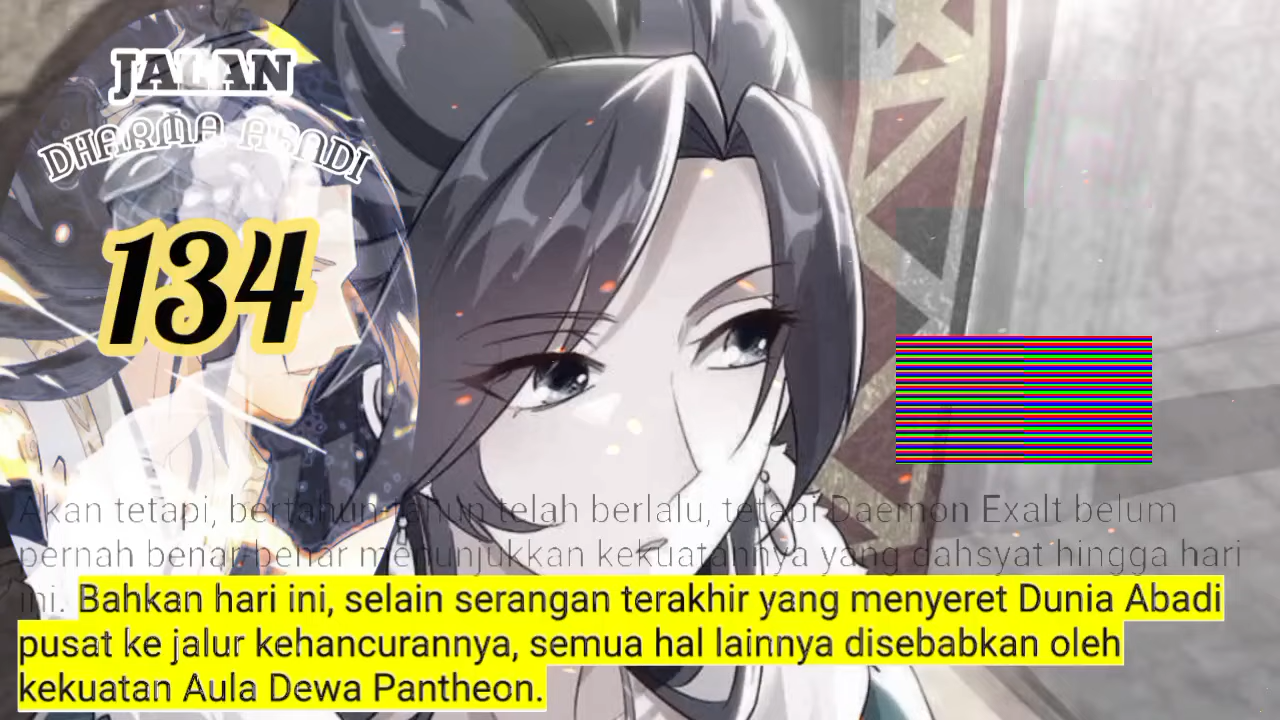 JALAN
DHARMA ABADI
134
Akan tetapi, bertahun-tahun telah berlalu, tetapi Daemon Exalt belum
pernah benar-benar menunjukkan kekuatannya yang dahsyat hingga hari
ini. Bahkan hari ini, selain serangan terakhir yang menyeret Dunia Abadi
pusat ke jalur kehancurannya, semua hal lainnya disebabkan oleh
kekuatan Aula Dewa Pantheon.